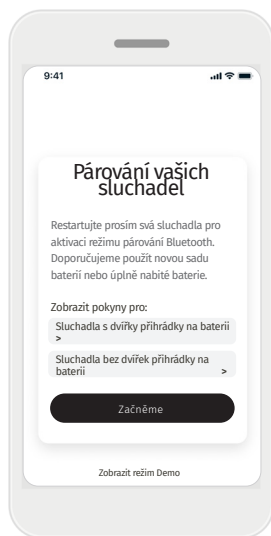 9:41
Párování vašich
sluchadel
Restartujte prosím svá sluchadla pro
aktivaci režimu párování Bluetooth.
Doporučujeme použít novou sadu
baterií nebo úplně nabité baterie.
Zobrazit pokyny pro:
Sluchadla s dvířky přihrádky na baterii
>
Sluchadla bez dvířek přihrádky na
baterii >
Začněme
Zobrazit režim Demo